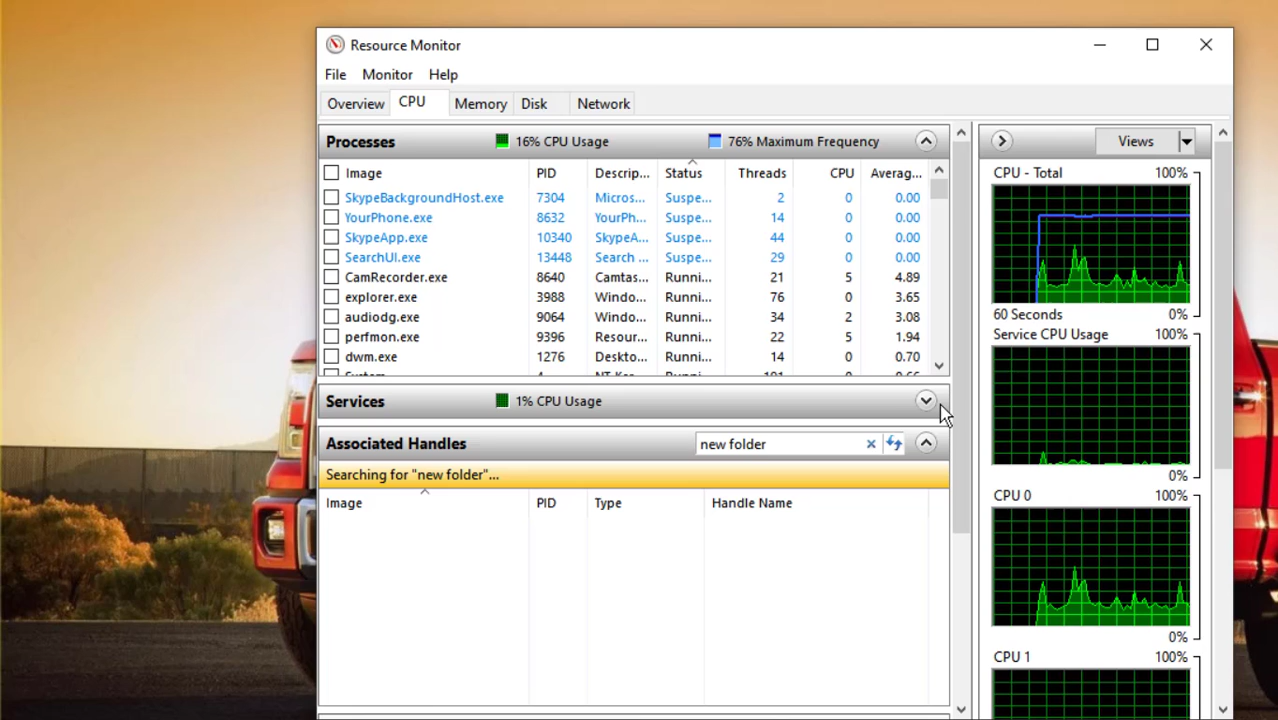 Resource Monitor
File Monitor Help
Overview CPU Memory Disk Network
Processes 16% CPU Usage 76% Maximum Frequency
Image PID Descrip... Status Threads CPU Averag...
SkypeBackgroundHost.exe 7304 Micros... Suspe... 2 0 0.00
YourPhone.exe 8632 YourPh... Suspe... 14 0 0.00
SkypeApp.exe 10340 SkypeA... Suspe... 44 0 0.00
SearchUI.exe 13448 Search ... Suspe... 29 0 0.00
CamRecorder.exe 8640 Camtas... Runni... 21 5 4.89
explorer.exe 3988 Windo... Runni... 76 0 3.65
audiodg.exe 9064 Windo... Runni... 34 2 3.08
perfmon.exe 9396 Resour... Runni... 22 5 1.94
dwm.exe 1276 Deskto... Runni... 14 0 0.70
Services 1% CPU Usage
Associated Handles new folder
Searching for "new folder"...
Image PID Type Handle Name
Views
CPU - Total 100%
60 Seconds 0%
Service CPU Usage 100%
0%
CPU 0 100%
0%
CPU 1 100%